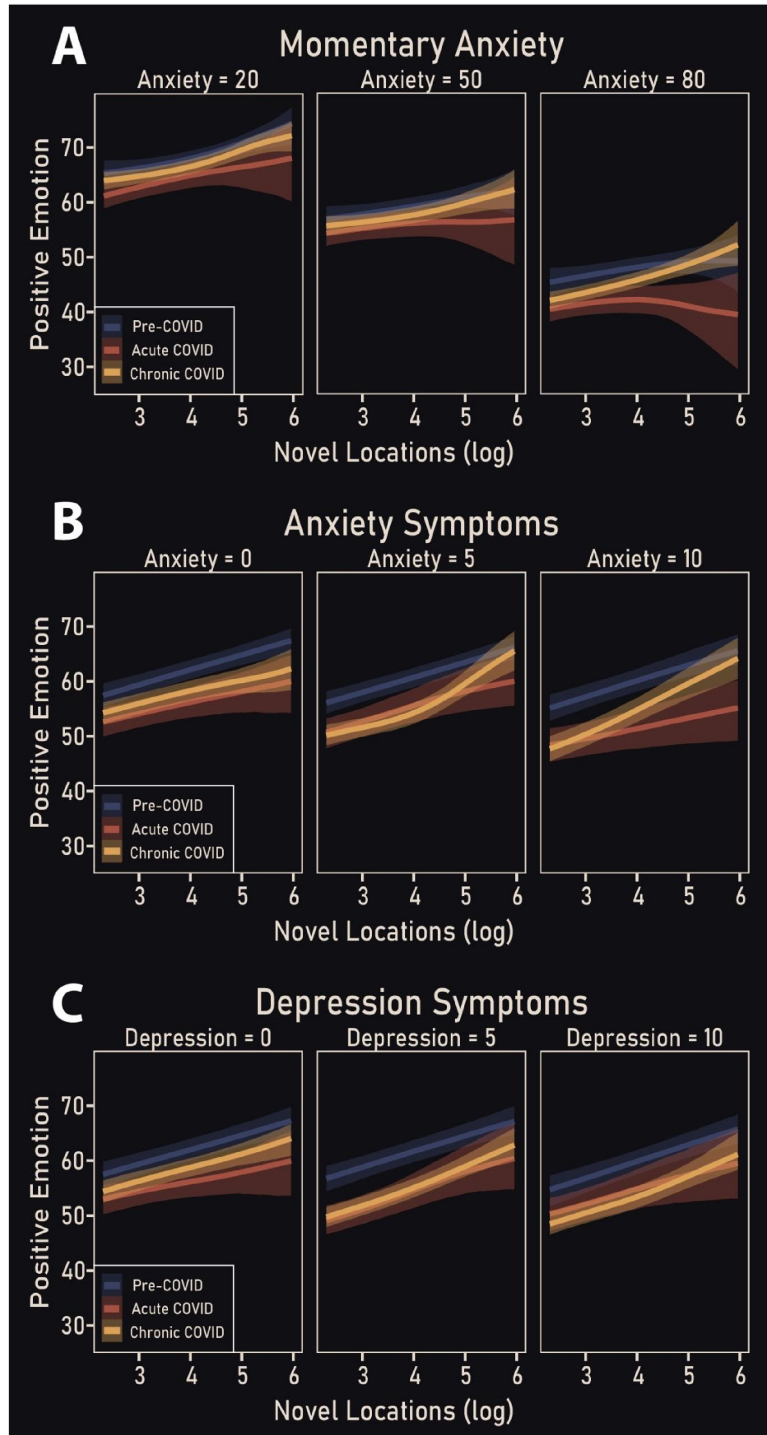 A Momentary Anxiety
Anxiety = 20 Anxiety = 50 Anxiety = 80
Positive Emotion
70
60
50
40
30
Pre-COVID
Acute COVID
Chronic COVID
3 4 5 6 3 4 5 6 3 4 5 6
Novel Locations (log)
B Anxiety Symptoms
Anxiety = 0 Anxiety = 5 Anxiety = 10
Positive Emotion
70
60
50
40
30
Pre-COVID
Acute COVID
Chronic COVID
3 4 5 6 3 4 5 6 3 4 5 6
Novel Locations (log)
C Depression Symptoms
Depression = 0 Depression = 5 Depression = 10
Positive Emotion
70
60
50
40
30
Pre-COVID
Acute COVID
Chronic COVID
3 4 5 6 3 4 5 6 3 4 5 6
Novel Locations (log)